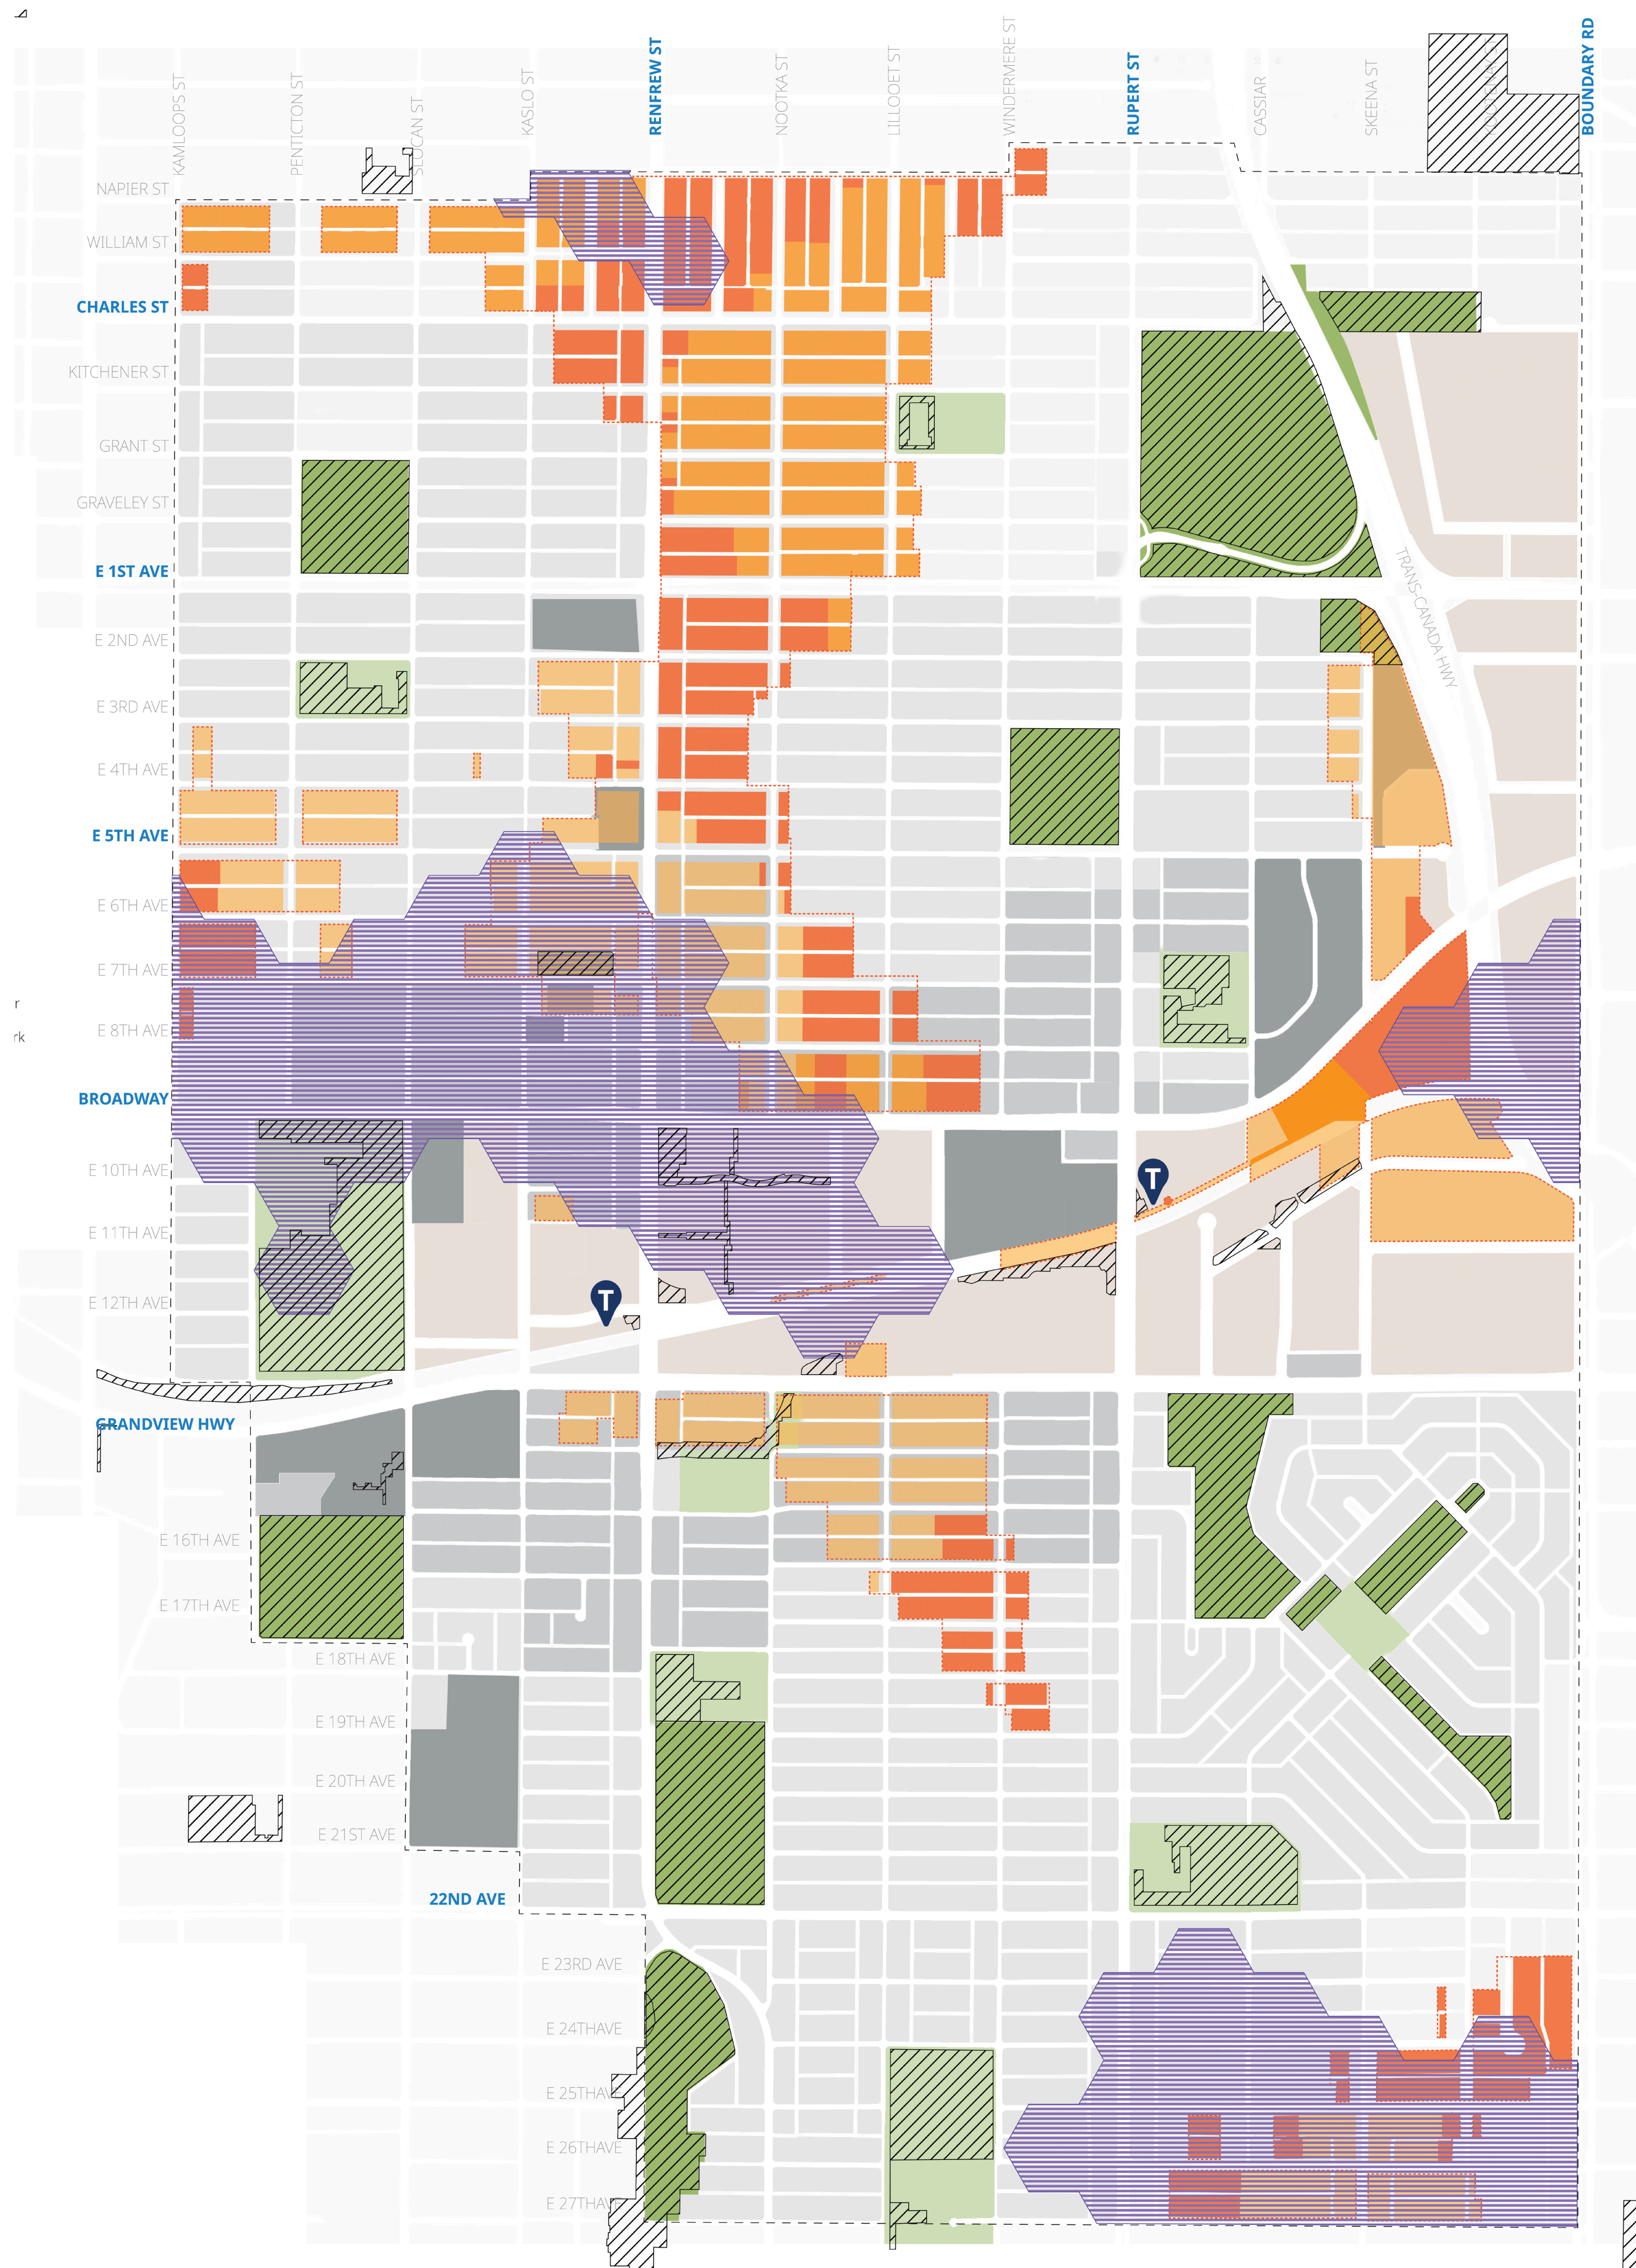 KAMLOOPS ST
PENTICTON ST
SLOCAN ST
KASLO ST
RENFREW ST
NOOTKA ST
LILLOOET ST
WINDERMERE ST
RUPERT ST
CASSIAR
SKEENA ST
BOUNDARY RD
NAPIER ST
WILLIAM ST
CHARLES ST
KITCHENER ST
GRANT ST
GRAVELEY ST
E 1ST AVE
TRANS-CANADA HWY
E 2ND AVE
E 3RD AVE
E 4TH AVE
E 5TH AVE
E 6TH AVE
E 7TH AVE
r
E 8TH AVE
rk
BROADWAY
E 10TH AVE
T
E 11TH AVE
E 12TH AVE
T
GRANDVIEW HWY
E 16TH AVE
E 17TH AVE
E 18TH AVE
E 19TH AVE
E 20TH AVE
E 21ST AVE
22ND AVE
E 23RD AVE
E 24THAVE
E 25THAVE
E 26THAVE
E 27THAVE